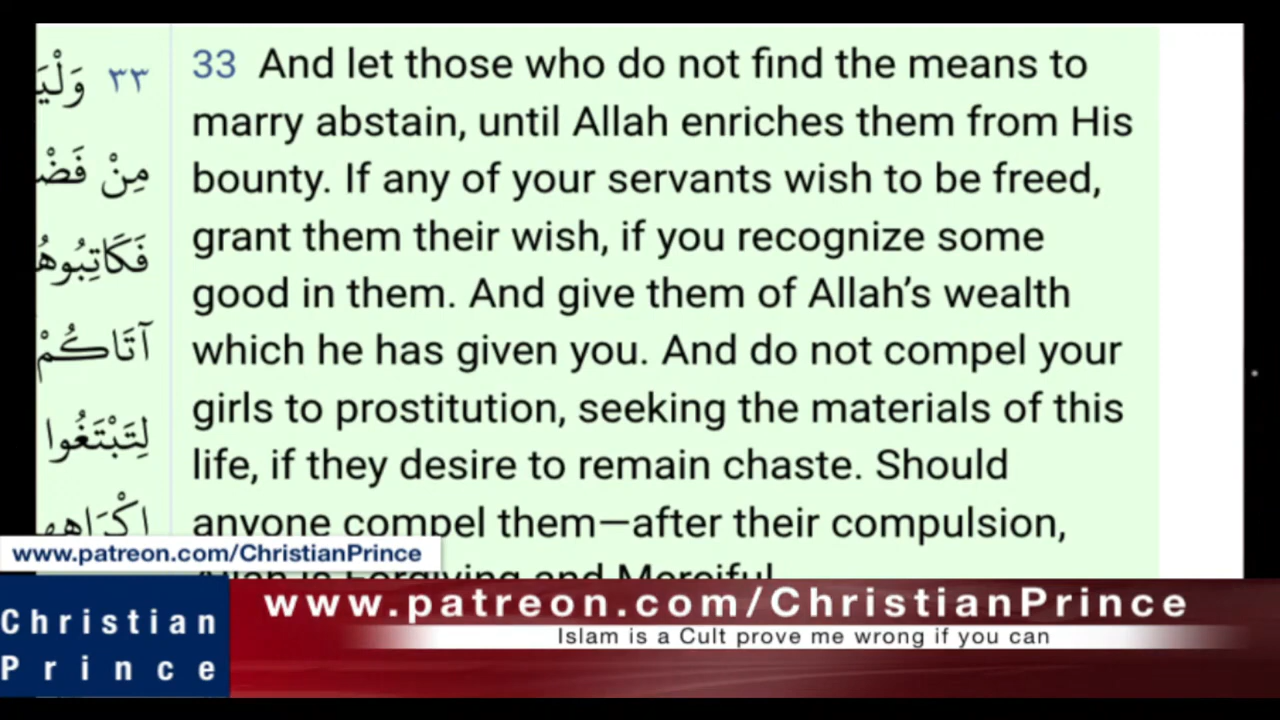 33 And let those who do not find the means to
marry abstain, until Allah enriches them from His
bounty. If any of your servants wish to be freed,
grant them their wish, if you recognize some
good in them. And give them of Allah's wealth
which he has given you. And do not compel your
girls to prostitution, seeking the materials of this
life, if they desire to remain chaste. Should
anyone compel them—after their compulsion,
Allah is Forgiving and Merciful.
٣٣
مِنْ
آتَاكُمْ
لِتَبْتَغُوا
www.patreon.com/ChristianPrince
Christian
Prince
www.patreon.com/ChristianPrince
Islam is a Cult prove me wrong if you can